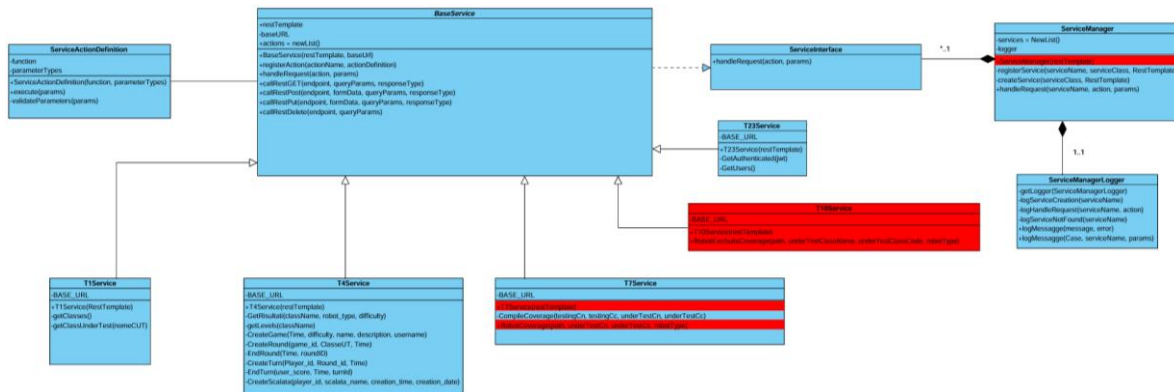 BaseService
+restTemplate
-baseURL
+actions = newList()
+BaseService(restTemplate, baseUrl)
+registerAction(actionName, actionDefinition)
+handleRequest(action, params)
+callRestGET(endpoint, queryParams, responseType)
+callRestPost(endpoint, formData, queryParams, responseType)
+callRestPut(endpoint, formData, queryParams, responseType)
+callRestDelete(endpoint, queryParams)
ServiceActionDefinition
-function
-parameterTypes
+ServiceActionDefinition(function, parameterTypes)
+execute(params)
-validateParameters(params)
ServiceInterface
+handleRequest(action, params)
*..1
ServiceManager
-services = NewList()
-logger
+ServiceManager(restTemplate)
-registerService(serviceName, serviceClass, RestTemplate)
-createService(serviceClass, RestTemplate)
+handleRequest(serviceName, action, params)
1..1
ServiceManagerLogger
-getLogger(ServiceManagerLogger)
-logServiceCreation(serviceName)
-logHandleRequest(serviceName, action)
-logServiceNotFound(serviceName)
+logMessagge(message, error)
+logMessagge(Case, serviceName, params)
T23Service
-BASE_URL
+T23Service(restTemplate)
-GetAuthenticated(jwt)
-GetUsers()
T10Service
-BASE_URL
+T10Service(restTemplate)
T1Service
-BASE_URL
+T1Service(RestTemplate)
-getClasses()
-getClassUnderTest(nomeCUT)
T4Service
-BASE_URL
+T4Service(restTemplate)
-GetRisultati(className, robot_type, difficulty)
-getLevels(className)
-CreateGame(Time, difficulty, name, description, username)
-CreateRound(game_id, ClasseUT, Time)
-EndRound(Time, roundID)
-CreateTurn(Player_id, Round_id, Time)
-EndTurn(user_score, Time, turnId)
-CreateScalata(player_id, scalata_name, creation_time, creation_date)
T7Service
-BASE_URL
+T7Service(restTemplate)
-CompileCoverage(testingCn, testingCc, underTestCn, underTestCc)